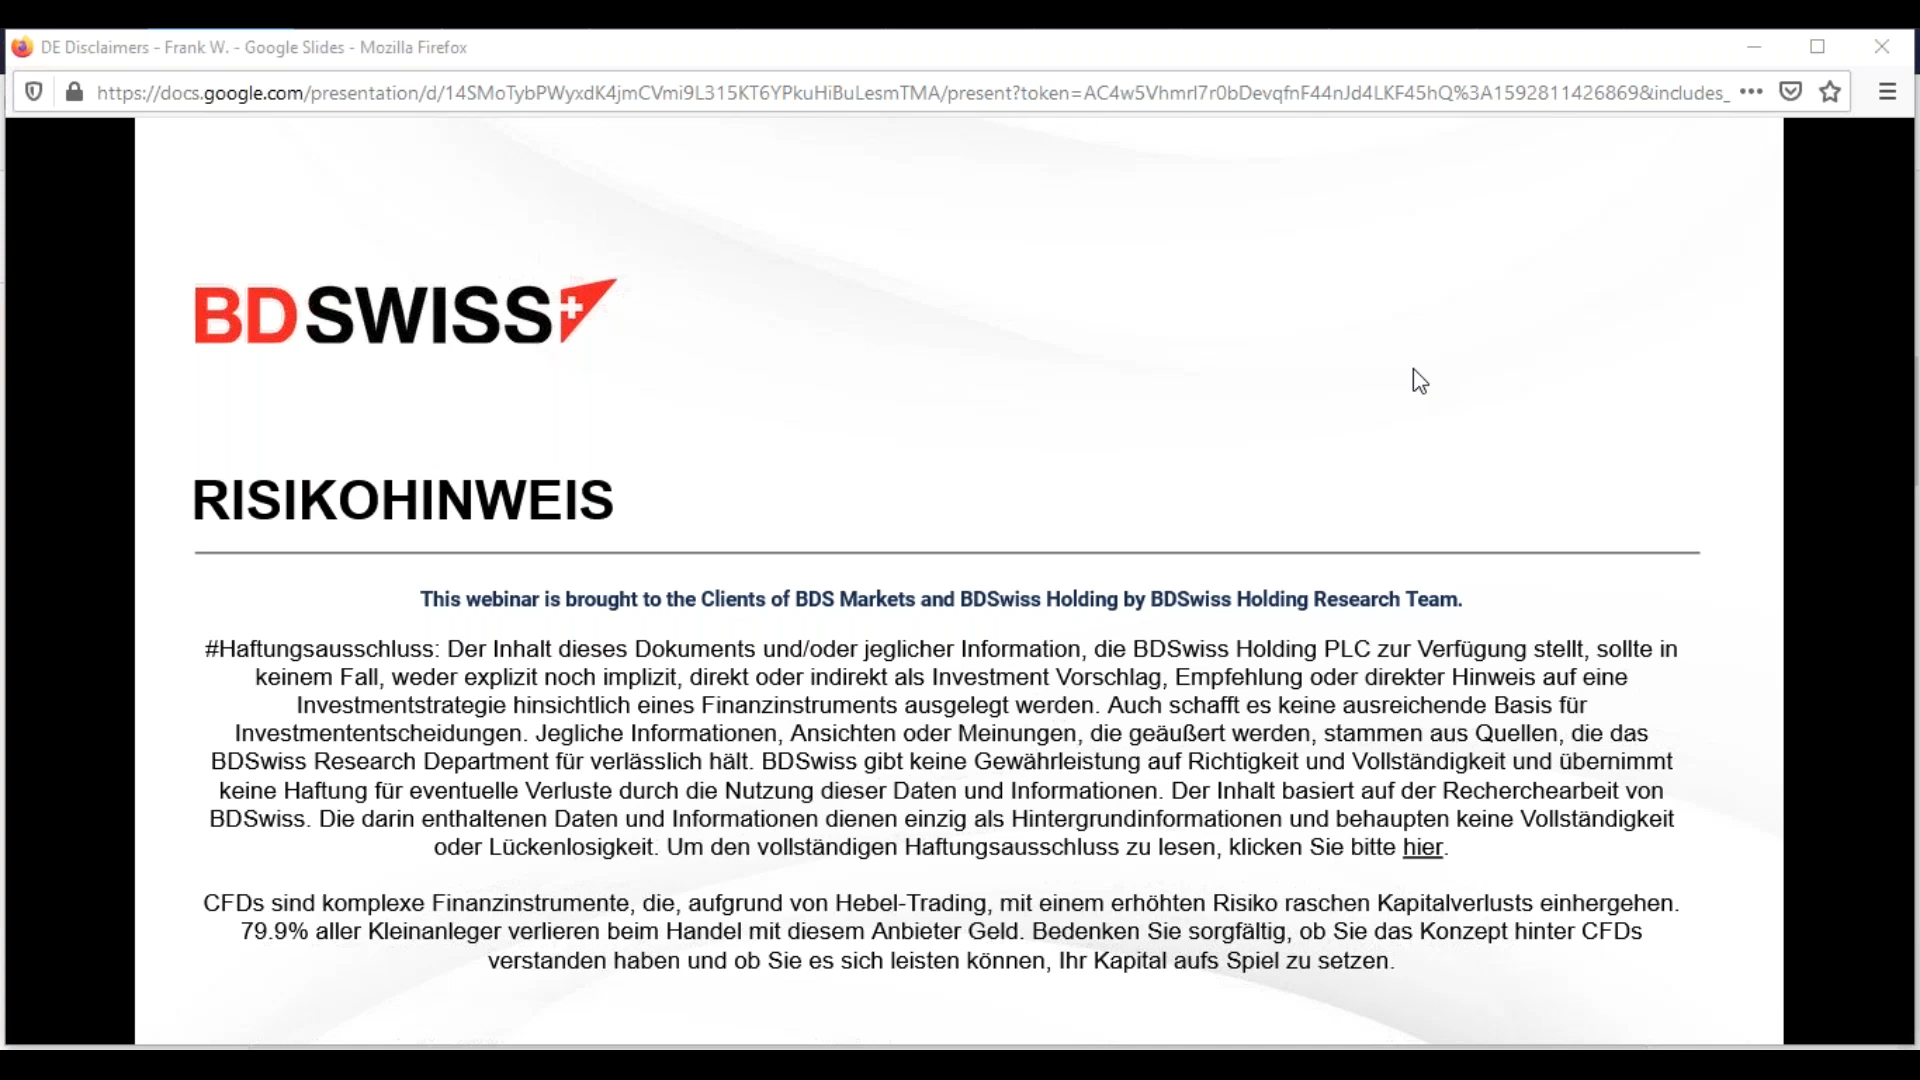 DE Disclaimers - Frank W. - Google Slides - Mozilla Firefox
https://docs.google.com/presentation/d/14SMoTybPWyxdK4jmCVmi9L315KT6YPkuHiBuLesmTMA/present?token=AC4w5VhmrI7r0bDevqfnF44nJd4LKF45hQ%3A1592811426869&includes_
BDSWISS
RISIKOHINWEIS
This webinar is brought to the Clients of BDS Markets and BDSwiss Holding by BDSwiss Holding Research Team.
#Haftungsausschluss: Der Inhalt dieses Dokuments und/oder jeglicher Information, die BDSwiss Holding PLC zur Verfügung stellt, sollte in
keinem Fall, weder explizit noch implizit, direkt oder indirekt als Investment Vorschlag, Empfehlung oder direkter Hinweis auf eine
Investmentstrategie hinsichtlich eines Finanzinstruments ausgelegt werden. Auch schafft es keine ausreichende Basis für
Investmententscheidungen. Jegliche Informationen, Ansichten oder Meinungen, die geäußert werden, stammen aus Quellen, die das
BDSwiss Research Department für verlässlich hält. BDSwiss gibt keine Gewährleistung auf Richtigkeit und Vollständigkeit und übernimmt
keine Haftung für eventuelle Verluste durch die Nutzung dieser Daten und Informationen. Der Inhalt basiert auf der Recherchearbeit von
BDSwiss. Die darin enthaltenen Daten und Informationen dienen einzig als Hintergrundinformationen und behaupten keine Vollständigkeit
oder Lückenlosigkeit. Um den vollständigen Haftungsausschluss zu lesen, klicken Sie bitte hier.
CFDs sind komplexe Finanzinstrumente, die, aufgrund von Hebel-Trading, mit einem erhöhten Risiko raschen Kapitalverlusts einhergehen.
79.9% aller Kleinanleger verlieren beim Handel mit diesem Anbieter Geld. Bedenken Sie sorgfältig, ob Sie das Konzept hinter CFDs
verstanden haben und ob Sie es sich leisten können, Ihr Kapital aufs Spiel zu setzen.